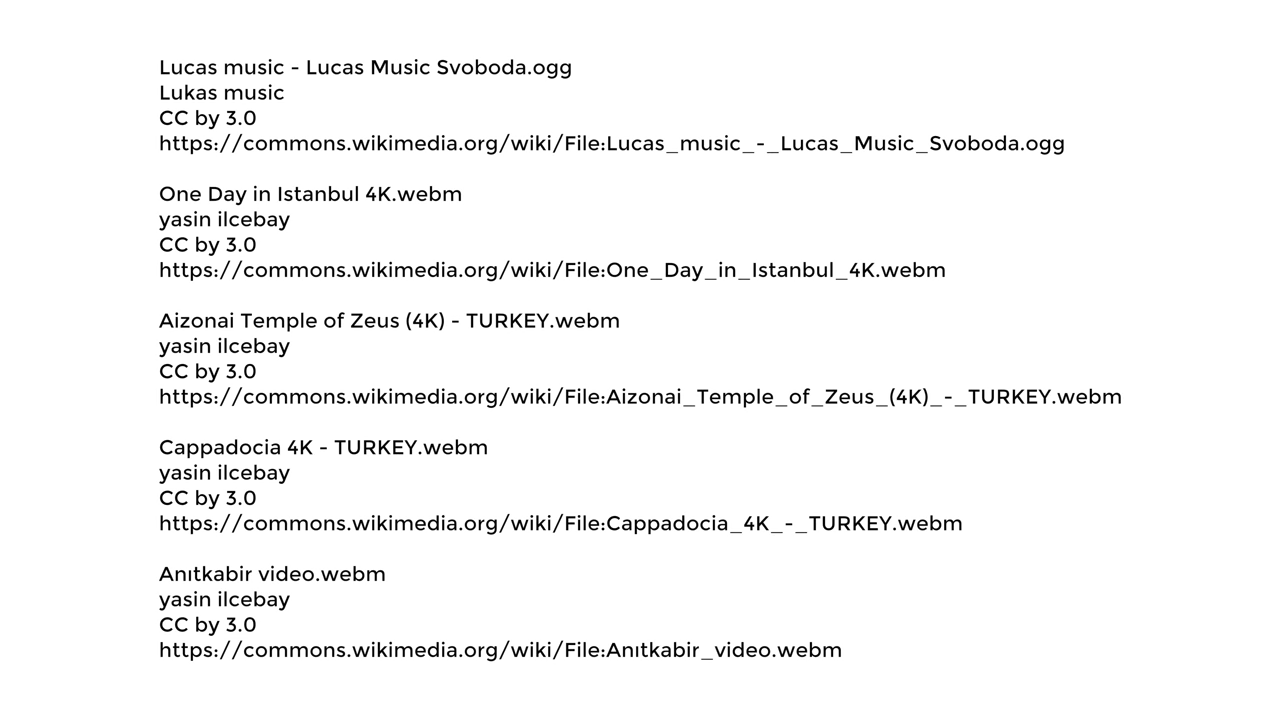 Lucas music - Lucas Music Svoboda.ogg
Lukas music
CC by 3.0
https://commons.wikimedia.org/wiki/File:Lucas_music_-_Lucas_Music_Svoboda.ogg
One Day in Istanbul 4K.webm
yasin ilcebay
CC by 3.0
https://commons.wikimedia.org/wiki/File:One_Day_in_Istanbul_4K.webm
Aizonai Temple of Zeus (4K) - TURKEY.webm
yasin ilcebay
CC by 3.0
https://commons.wikimedia.org/wiki/File:Aizonai_Temple_of_Zeus_(4K)_-_TURKEY.webm
Cappadocia 4K - TURKEY.webm
yasin ilcebay
CC by 3.0
https://commons.wikimedia.org/wiki/File:Cappadocia_4K_-_TURKEY.webm
Anıtkabir video.webm
yasin ilcebay
CC by 3.0
https://commons.wikimedia.org/wiki/File:Anıtkabir_video.webm